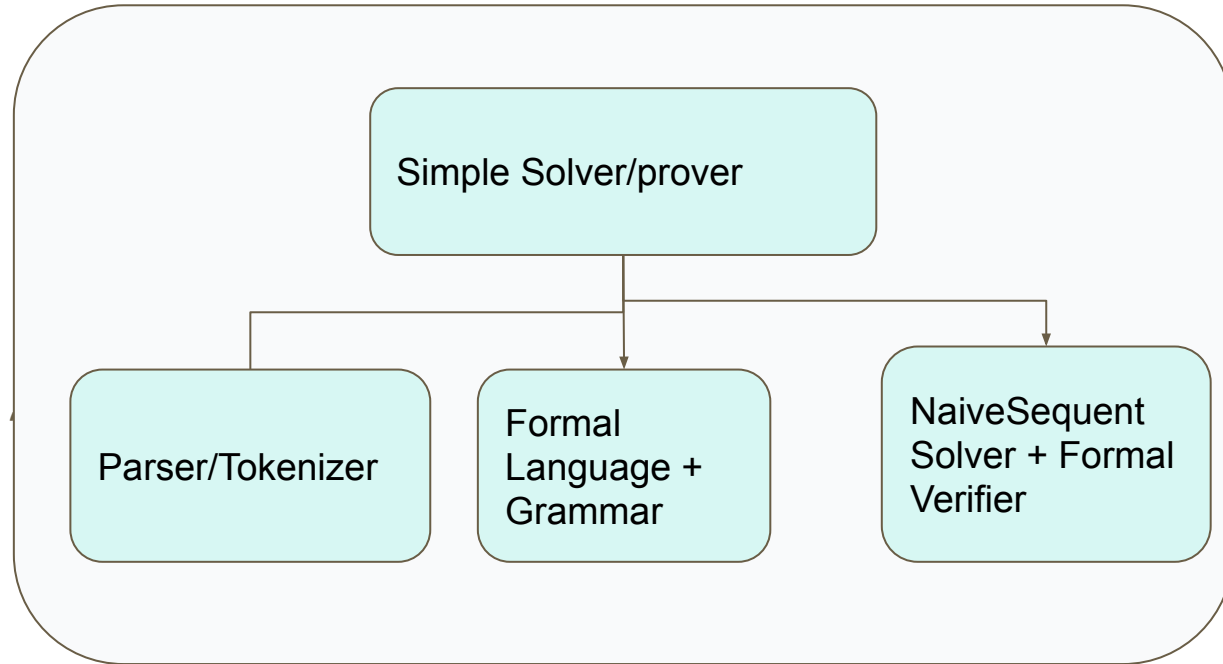 Simple Solver/prover
Parser/Tokenizer
Formal
Language +
Grammar
NaiveSequent
Solver + Formal
Verifier